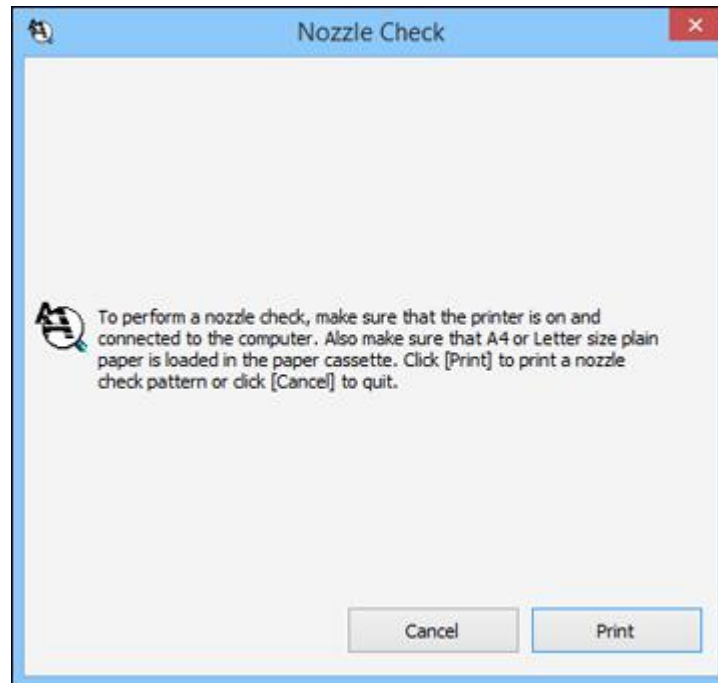 Nozzle Check
To perform a nozzle check, make sure that the printer is on and
connected to the computer. Also make sure that A4 or Letter size plain
paper is loaded in the paper cassette. Click [Print] to print a nozzle
check pattern or click [Cancel] to quit.
Cancel
Print